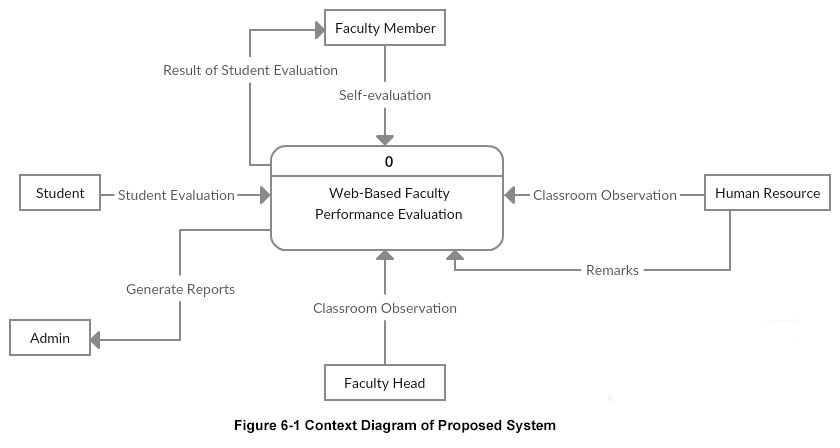 Faculty Member
Result of Student Evaluation
Self-evaluation
0
Student
Student Evaluation
Web-Based Faculty
Performance Evaluation
Classroom Observation
Human Resource
Remarks
Generate Reports
Classroom Observation
Admin
Faculty Head
Figure 6-1 Context Diagram of Proposed System